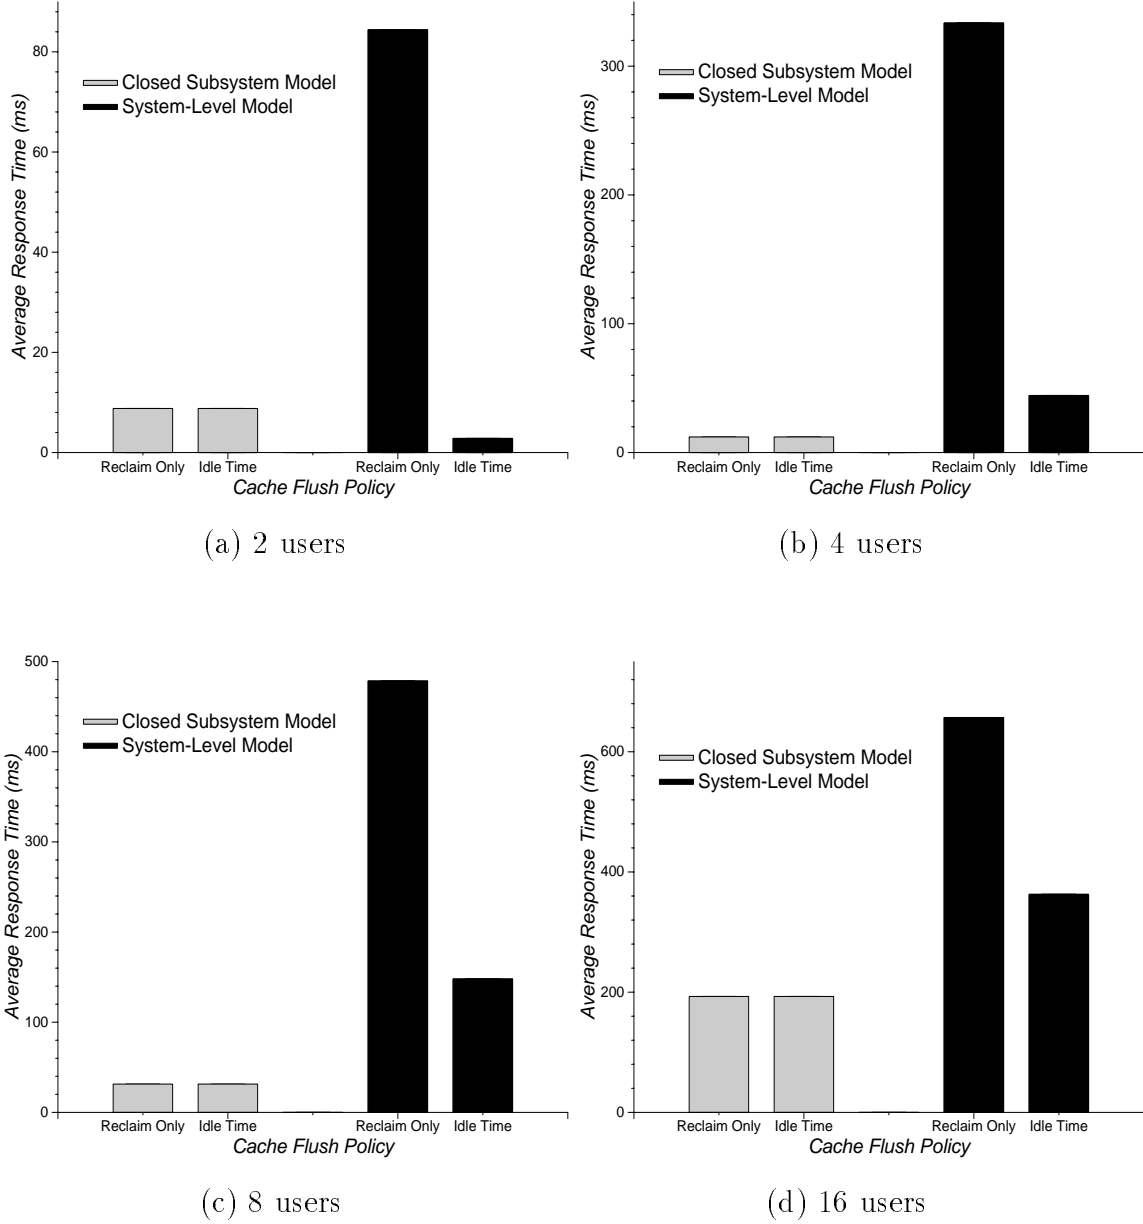 80
60
40
20
0
Average Response Time (ms)
Closed Subsystem Model
System-Level Model
Reclaim Only Idle Time Reclaim Only Idle Time
Cache Flush Policy
(a) 2 users
300
200
100
0
Average Response Time (ms)
Closed Subsystem Model
System-Level Model
Reclaim Only Idle Time Reclaim Only Idle Time
Cache Flush Policy
(b) 4 users
500
400
300
200
100
0
Average Response Time (ms)
Closed Subsystem Model
System-Level Model
Reclaim Only Idle Time Reclaim Only Idle Time
Cache Flush Policy
(c) 8 users
600
400
200
0
Average Response Time (ms)
Closed Subsystem Model
System-Level Model
Reclaim Only Idle Time Reclaim Only Idle Time
Cache Flush Policy
(d) 16 users